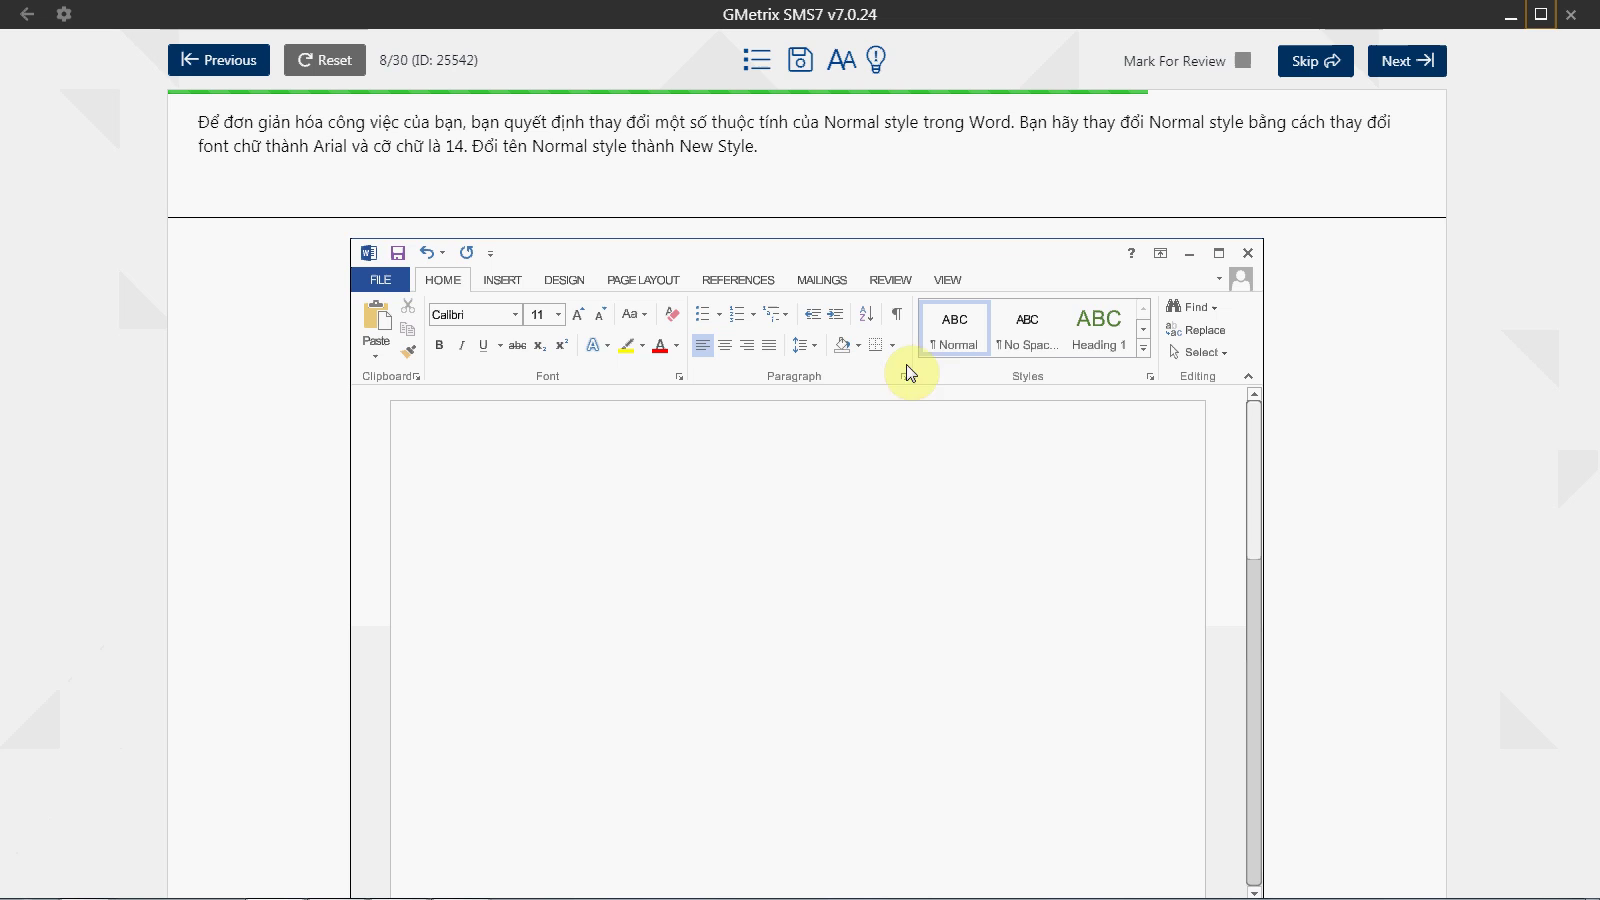 GMetrix SMS7 v7.0.24
Previous Reset 8/30 (ID: 25542) AA Mark For Review Skip Next
Để đơn giản hóa công việc của bạn, bạn quyết định thay đổi một số thuộc tính của Normal style trong Word. Bạn hãy thay đổi Normal style bằng cách thay đổi
font chữ thành Arial và cỡ chữ là 14. Đổi tên Normal style thành New Style.
?
FILE HOME INSERT DESIGN PAGE LAYOUT REFERENCES MAILINGS REVIEW VIEW
Calibri 11 A A Aa A Z ¶ ABC ABC ABC Find
Replace
Paste B I U abc x₂ x² A A ¶ Normal ¶ No Spac... Heading 1
Select
Clipboard Font Paragraph Styles Editing